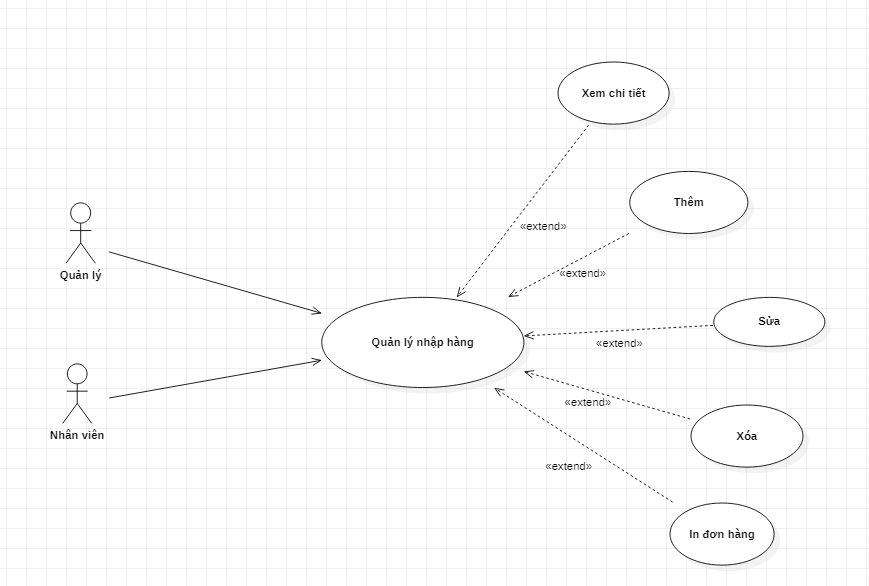 Xem chi tiết
Thêm
«extend»
Quản lý
«extend»
Sửa
Quản lý nhập hàng
«extend»
«extend»
Nhân viên
Xóa
«extend»
In đơn hàng